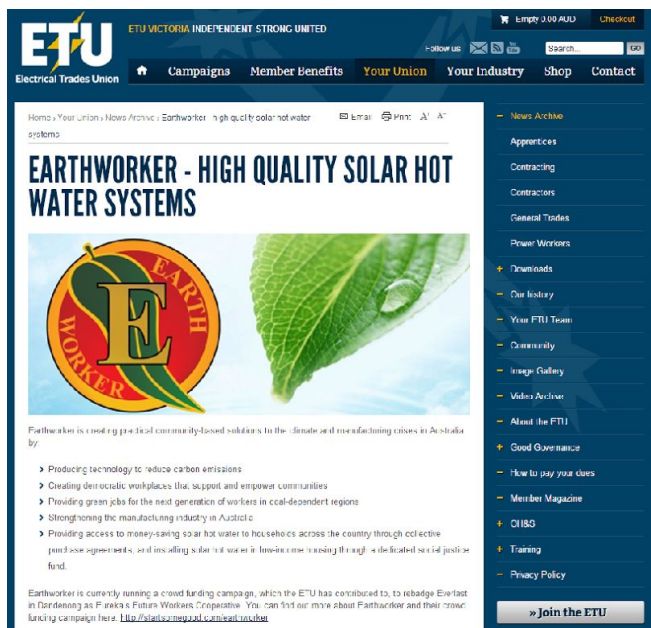 ETU
Electrical Trades Union
ETU VICTORIA INDEPENDENT STRONG UNITED
Empty 0.00 AUD
Checkout
Follow us
You Tube
Search...
GO
Campaigns
Member Benefits
Your Union
Your Industry
Shop
Contact
Home › Your Union › News Archive › Earthworker - high quality solar hot water
systems
Email
Print
A+
A-
EARTHWORKER - HIGH QUALITY SOLAR HOT
WATER SYSTEMS
EARTH
E
WORKER
Earthworker is creating practical community-based solutions to the climate and manufacturing crises in Australia
by:
Producing technology to reduce carbon emissions
Creating democratic workplaces that support and empower communities
Providing green jobs for the next generation of workers in coal-dependent regions
Strengthening the manufacturing industry in Australia
Providing access to money-saving solar hot water to households across the country through collective
purchase agreements, and installing solar hot water in low-income housing through a dedicated social justice
fund.
Earthworker is currently running a crowd funding campaign, which the ETU has contributed to, to rebadge Everlast
in Dandenong as Eureka's Future Workers Cooperative. You can find out more about Earthworker and their crowd
funding campaign here: http://startsomegood.com/earthworker
News Archive
Apprentices
Contracting
Contractors
General Trades
Power Workers
Downloads
Our history
Your ETU Team
Community
Image Gallery
Video Archive
About the ETU
Good Governance
How to pay your dues
Member Magazine
OH&S
Training
Privacy Policy
» Join the ETU